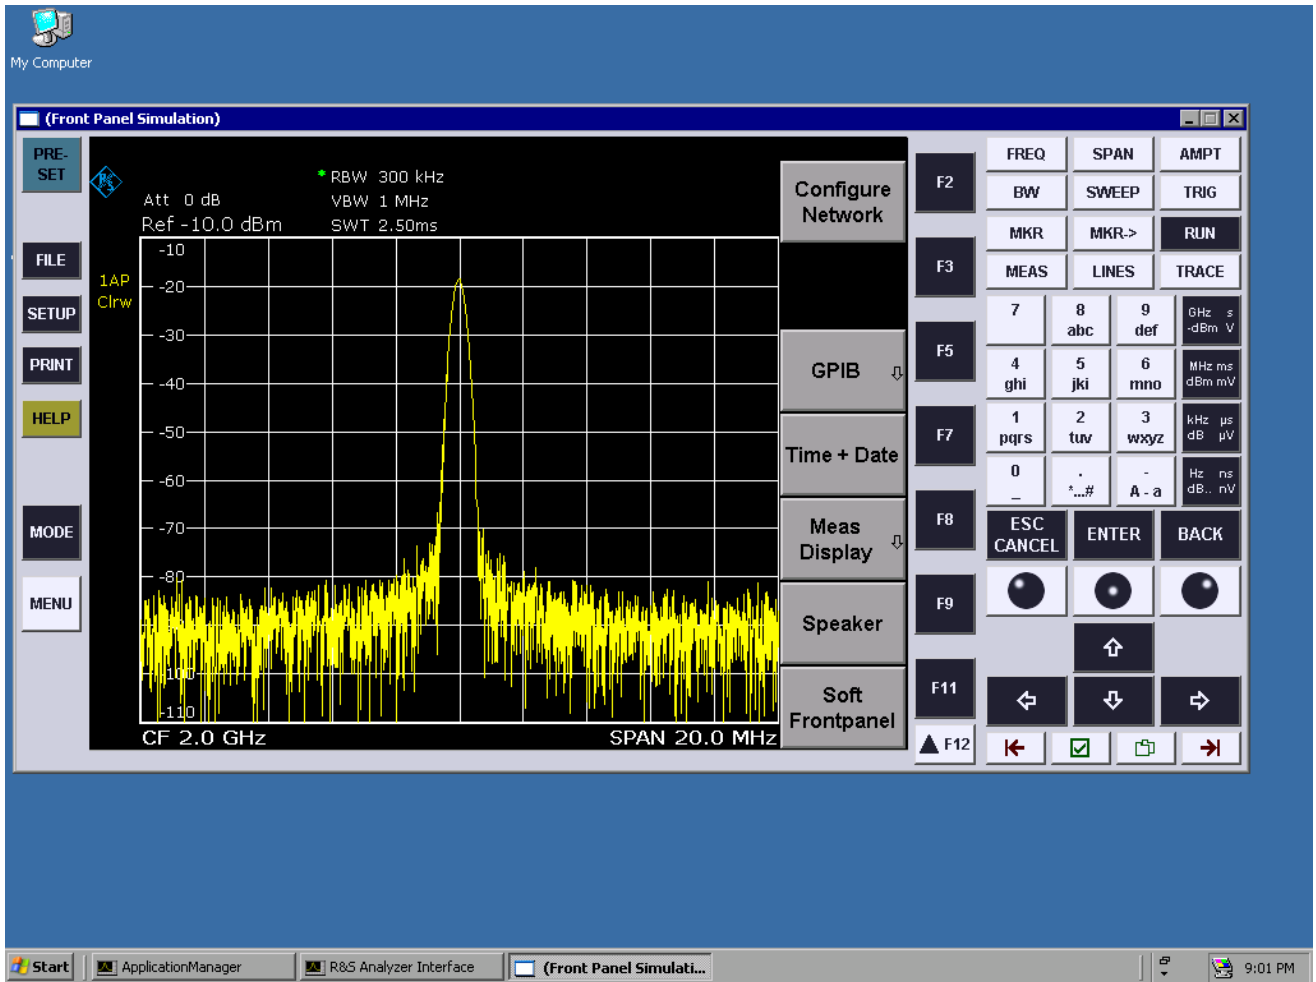 My Computer
(Front Panel Simulation)
PRE-
SET
FILE
SETUP
PRINT
HELP
MODE
MENU
* RBW 300 kHz
Att 0 dB
VBW 1 MHz
Ref -10.0 dBm
SWT 2.50ms
1AP
Clrw
-10
-20
-30
-40
-50
-60
-70
-80
-100
-110
CF 2.0 GHz
SPAN 20.0 MHz
Configure
Network
GPIB
Time + Date
Meas
Display
Speaker
Soft
Frontpanel
F2
F3
F5
F7
F8
F9
F11
F12
FREQ SPAN AMPT
BW SWEEP TRIG
MKR MKR-> RUN
MEAS LINES TRACE
7 8 9 GHz s
abc def -dBm V
4 5 6 MHz ms
ghi jkl mno dBm mV
1 2 3 kHz µs
pqrs tuv wxyz dB µV
0 . - Hz ns
_ *...# A - a dB.. nV
ESC
CANCEL
ENTER
BACK
Start
ApplicationManager
R&S Analyzer Interface
(Front Panel Simulati...
9:01 PM